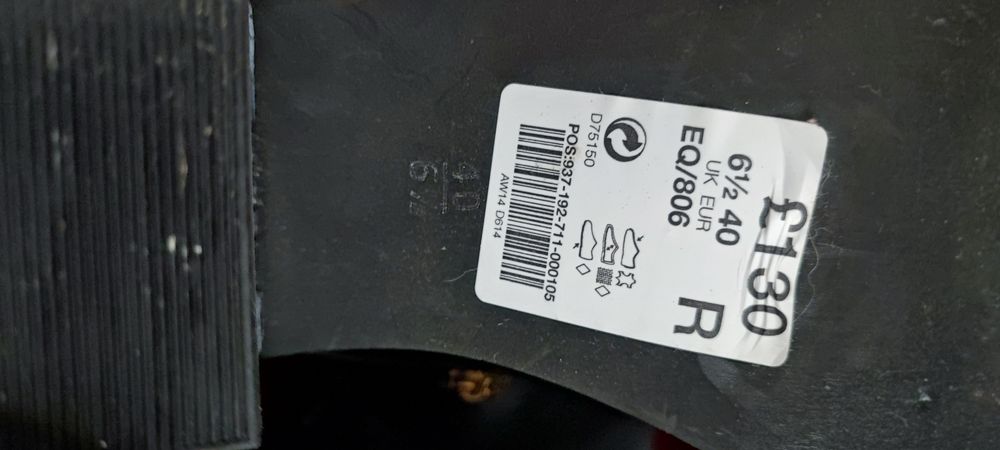 £130
6½ 40
UK EUR
EQ/806
R
D75150
POS:937-192-711-000105
AW14 D614
40
6½